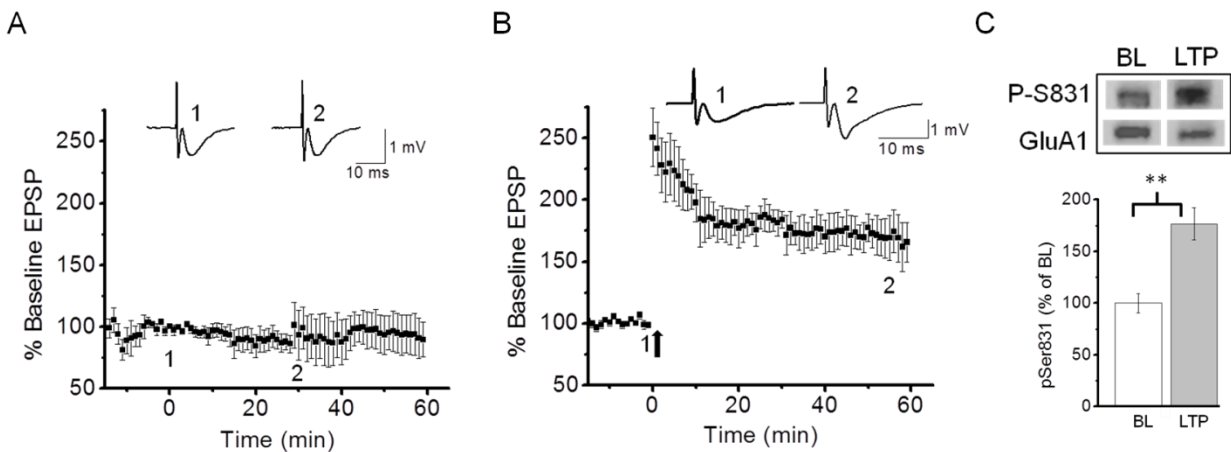 A
1
2
1 mV
10 ms
250
200
150
100
50
% Baseline EPSP
1
2
0
20
40
60
Time (min)
B
1
2
1 mV
10 ms
250
200
150
100
50
% Baseline EPSP
1
2
0
20
40
60
Time (min)
C
BL LTP
P-S831
GluA1
**
200
150
100
50
0
pSer831 (% of BL)
BL LTP